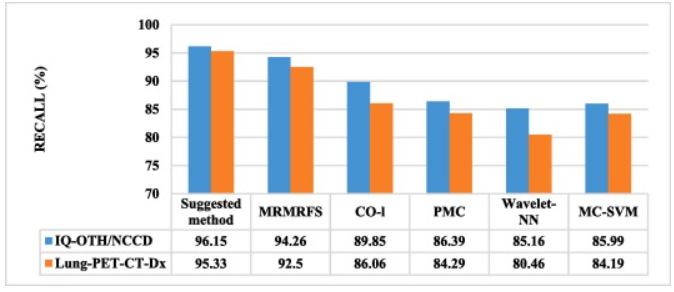 100
95
90
85
80
75
70
RECALL (%)
Suggested method MRMRFS CO-l PMC Wavelet-NN MC-SVM
IQ-OTH/NCCD 96.15 94.26 89.85 86.39 85.16 85.99
Lung-PET-CT-Dx 95.33 92.5 86.06 84.29 80.46 84.19